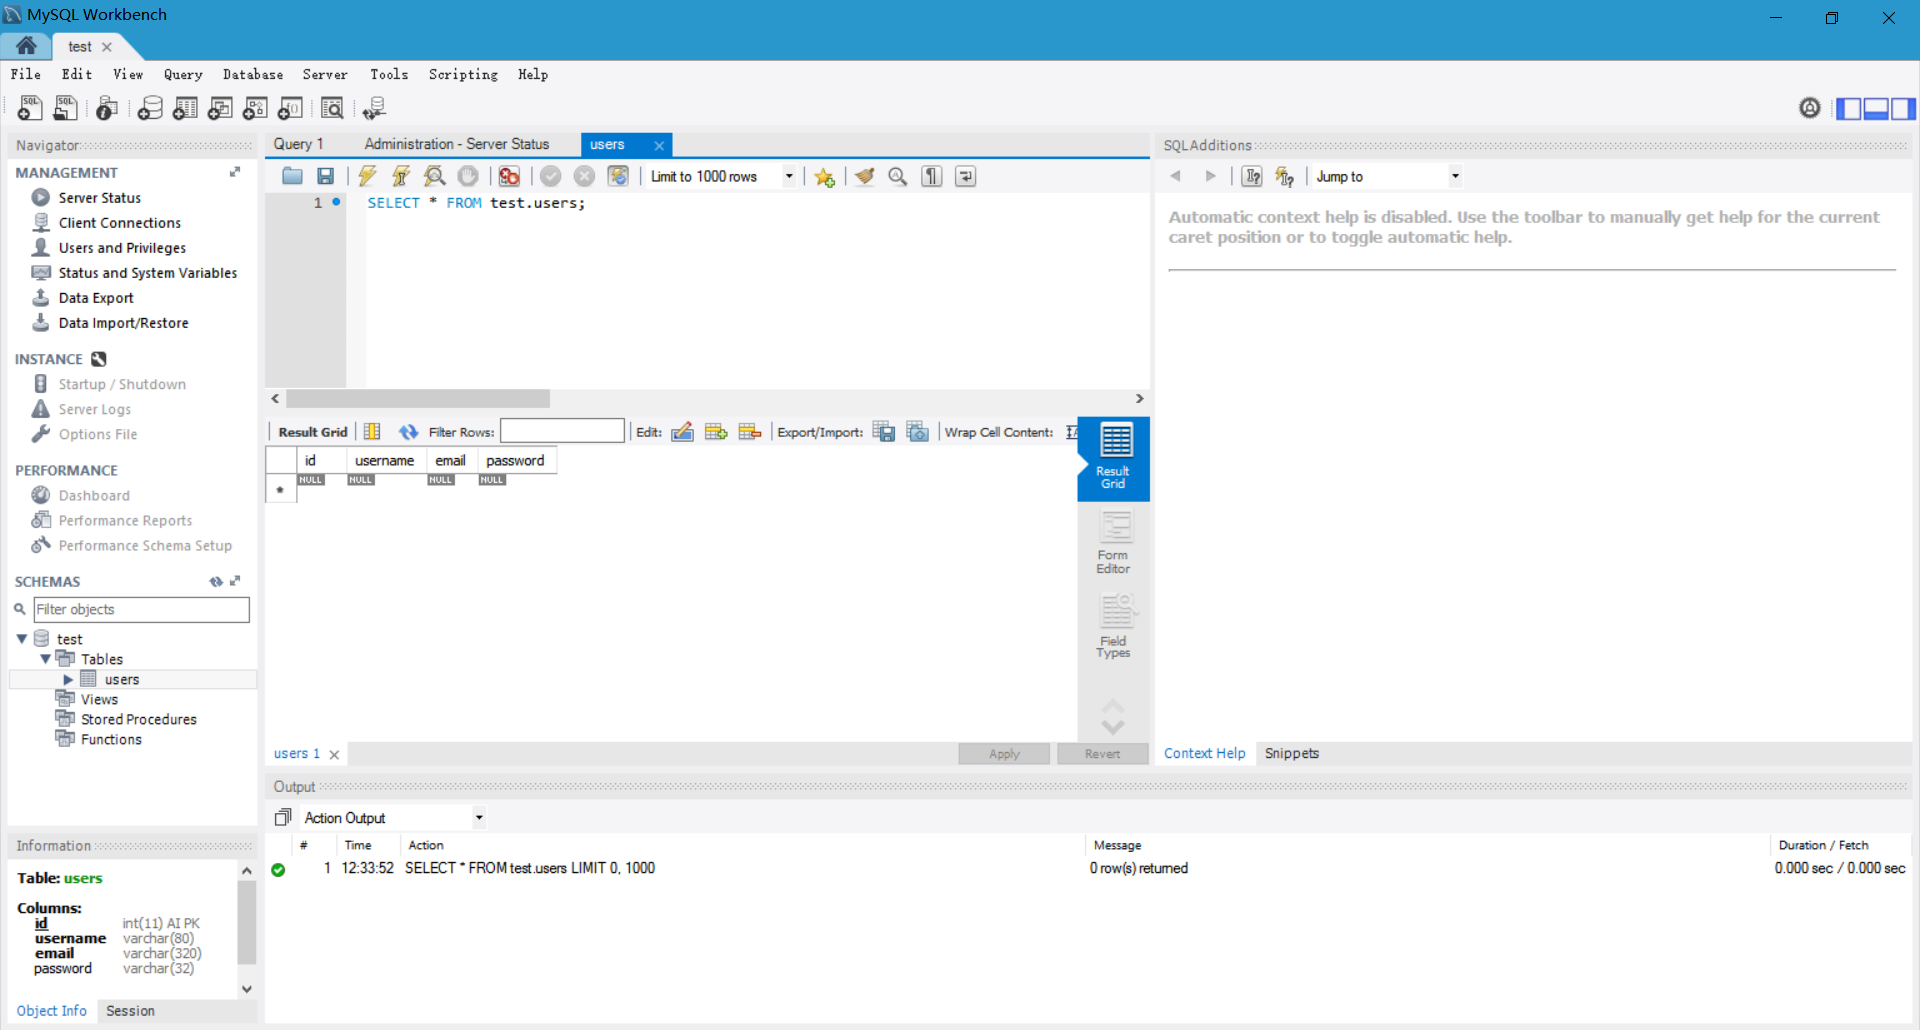 MySQL Workbench
test
File Edit View Query Database Server Tools Scripting Help
Navigator
MANAGEMENT
Server Status
Client Connections
Users and Privileges
Status and System Variables
Data Export
Data Import/Restore
INSTANCE
Startup / Shutdown
Server Logs
Options File
PERFORMANCE
Dashboard
Performance Reports
Performance Schema Setup
SCHEMAS
Filter objects
test
Tables
users
Views
Stored Procedures
Functions
Information
Table: users
Columns:
id int(11) AI PK
username varchar(80)
email varchar(320)
password varchar(32)
Object Info Session
Query 1 Administration - Server Status users
Limit to 1000 rows
1 SELECT * FROM test.users;
Result Grid Filter Rows: Edit: Export/Import: Wrap Cell Content:
id username email password
NULL NULL NULL NULL
Result
Grid
Form
Editor
Field
Types
users 1 Apply Revert
SQLAdditions
Jump to
Automatic context help is disabled. Use the toolbar to manually get help for the current
caret position or to toggle automatic help.
Context Help Snippets
Output
Action Output
# Time Action Message Duration / Fetch
1 12:33:52 SELECT * FROM test.users LIMIT 0, 1000 0 row(s) returned 0.000 sec / 0.000 sec